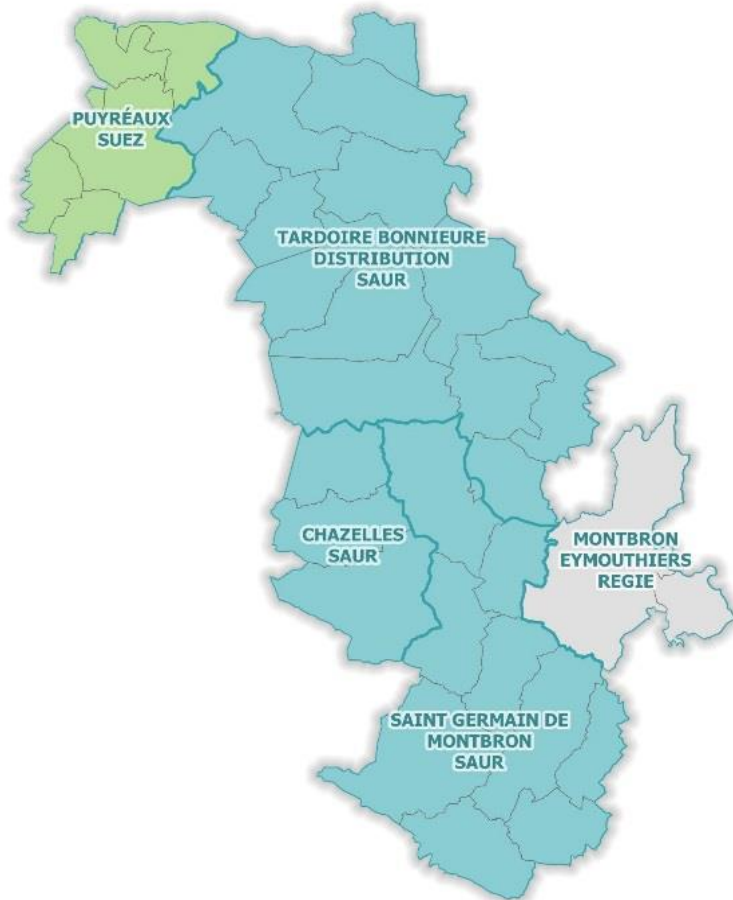 PUYRÉAUX
SUEZ
TARDOIRE BONNIEURE
DISTRIBUTION
SAUR
CHAZELLES
SAUR
MONTBRON
EYMOUTHIERS
REGIE
SAINT GERMAIN DE
MONTBRON
SAUR